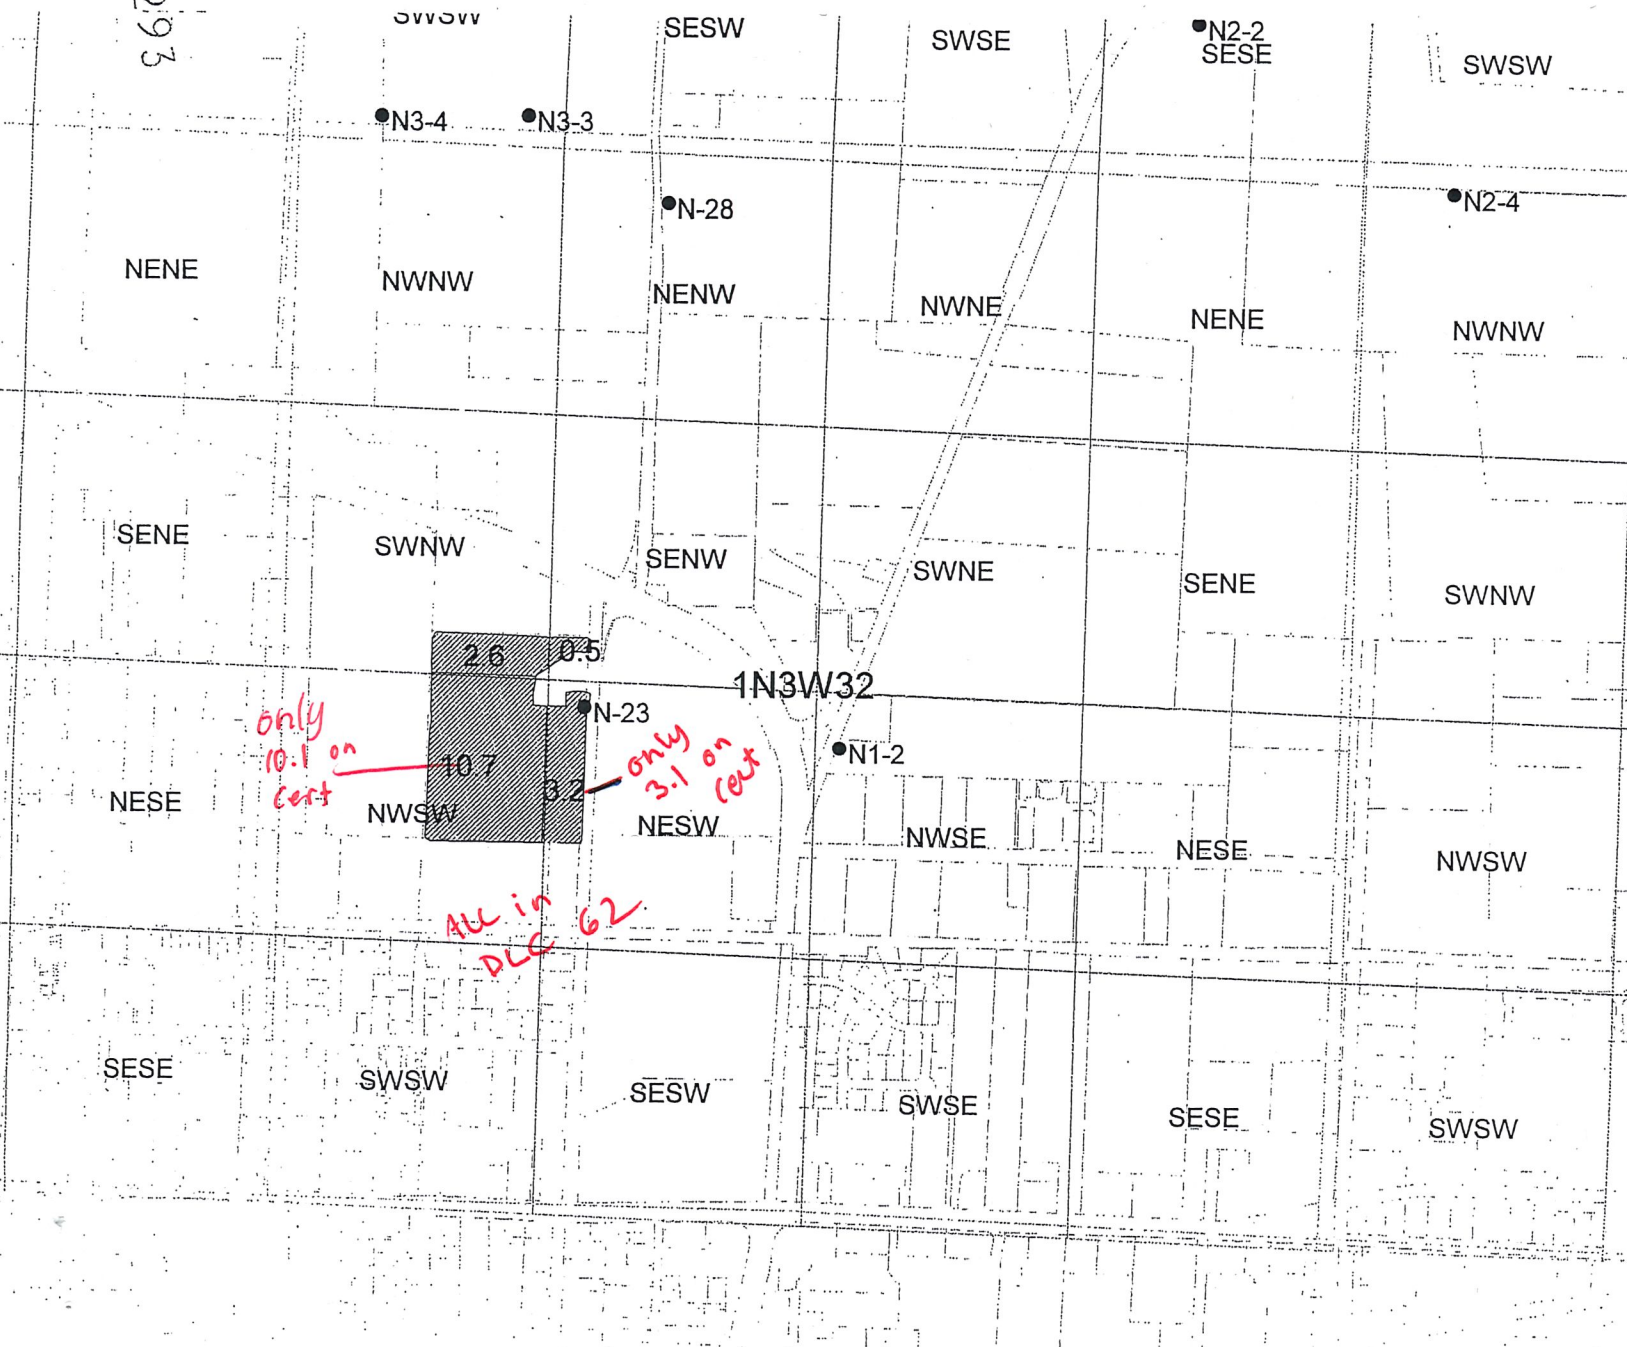 293
SWSW
SESW
SWSE
N2-2
SESE
SWSW
N3-4
N3-3
N-28
N2-4
NENE
NWNW
NENW
NWNE
NENE
NWNW
SENE
SWNW
SENW
SWNE
SENE
SWNW
2.6
0.5
1N3W32
N-23
N1-2
only
10.1 on
cert
10.7
3.2
only
3.1 on
cert
NESE
NWSW
NESW
NWSE
NESE
NWSW
ALL in
DLC 62
SESE
SWSW
SESW
SWSE
SESE
SWSW